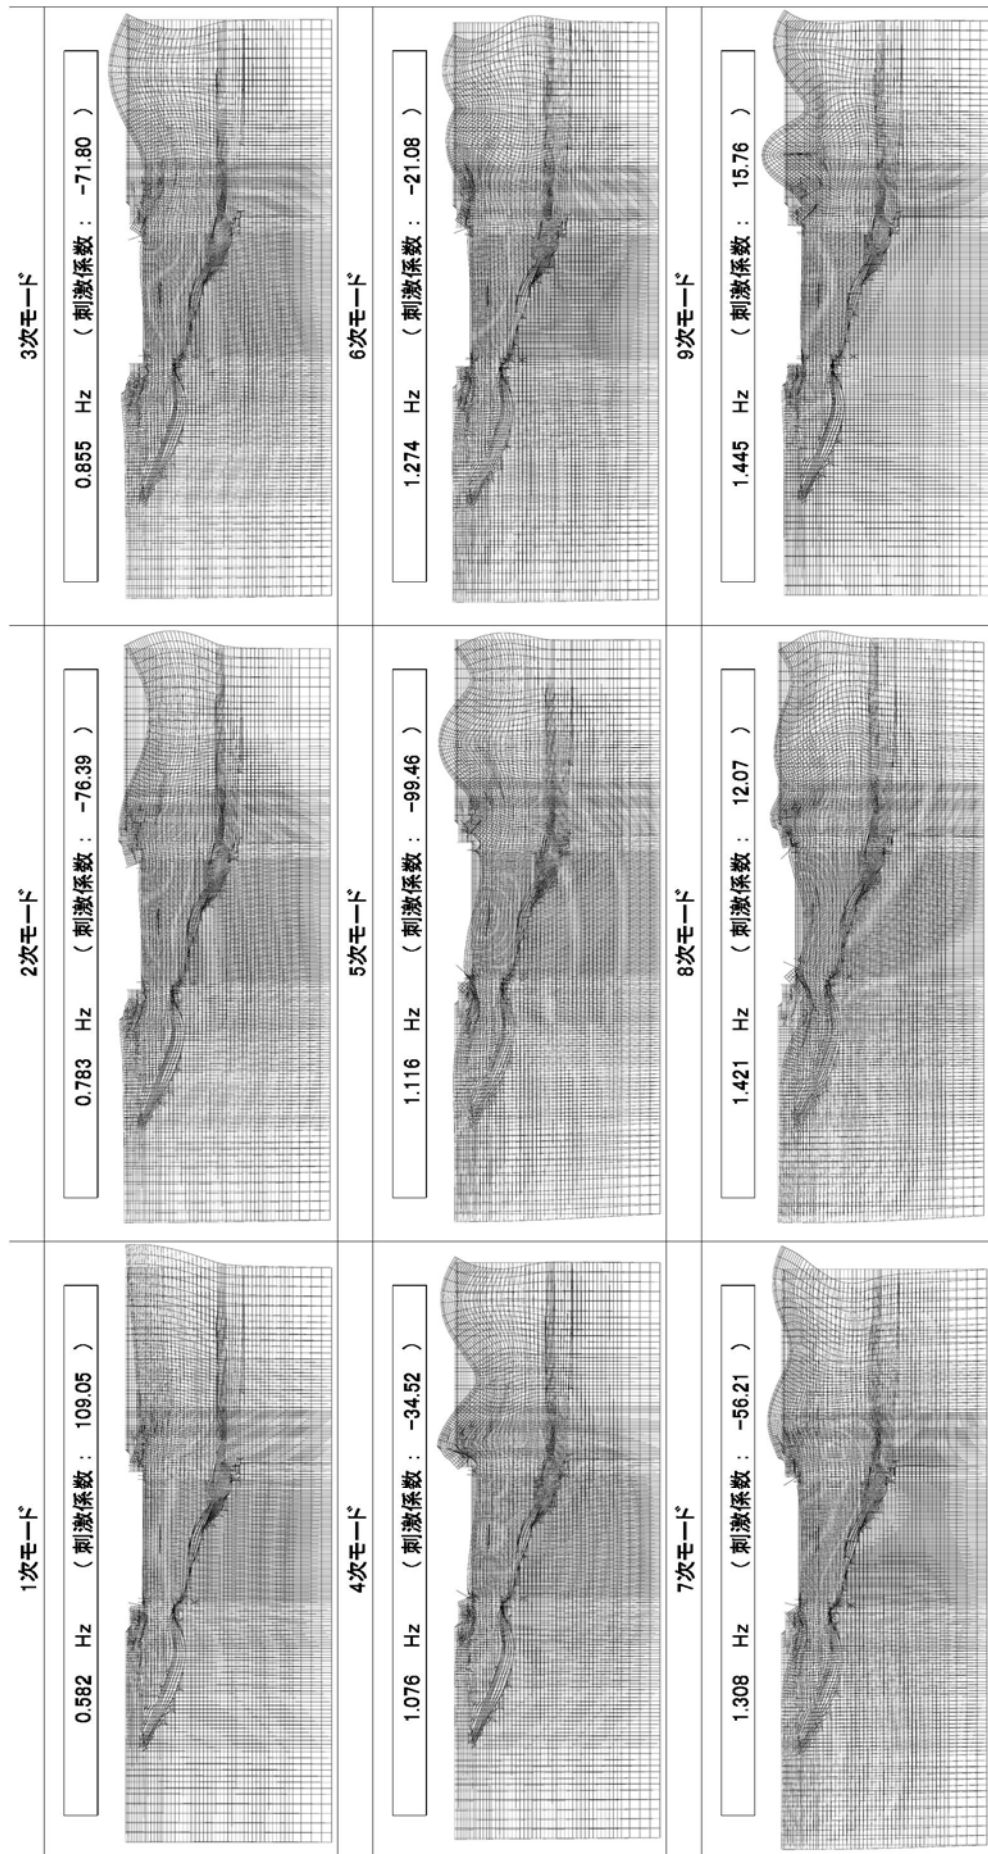 1次モード
0.582 Hz (刺激係数: 109.05)
2次モード
0.783 Hz (刺激係数: -76.39)
3次モード
0.855 Hz (刺激係数: -71.80)
4次モード
1.076 Hz (刺激係数: -34.52)
5次モード
1.116 Hz (刺激係数: -99.46)
6次モード
1.274 Hz (刺激係数: -21.08)
7次モード
1.308 Hz (刺激係数: -56.21)
8次モード
1.421 Hz (刺激係数: 12.07)
9次モード
1.445 Hz (刺激係数: 15.76)